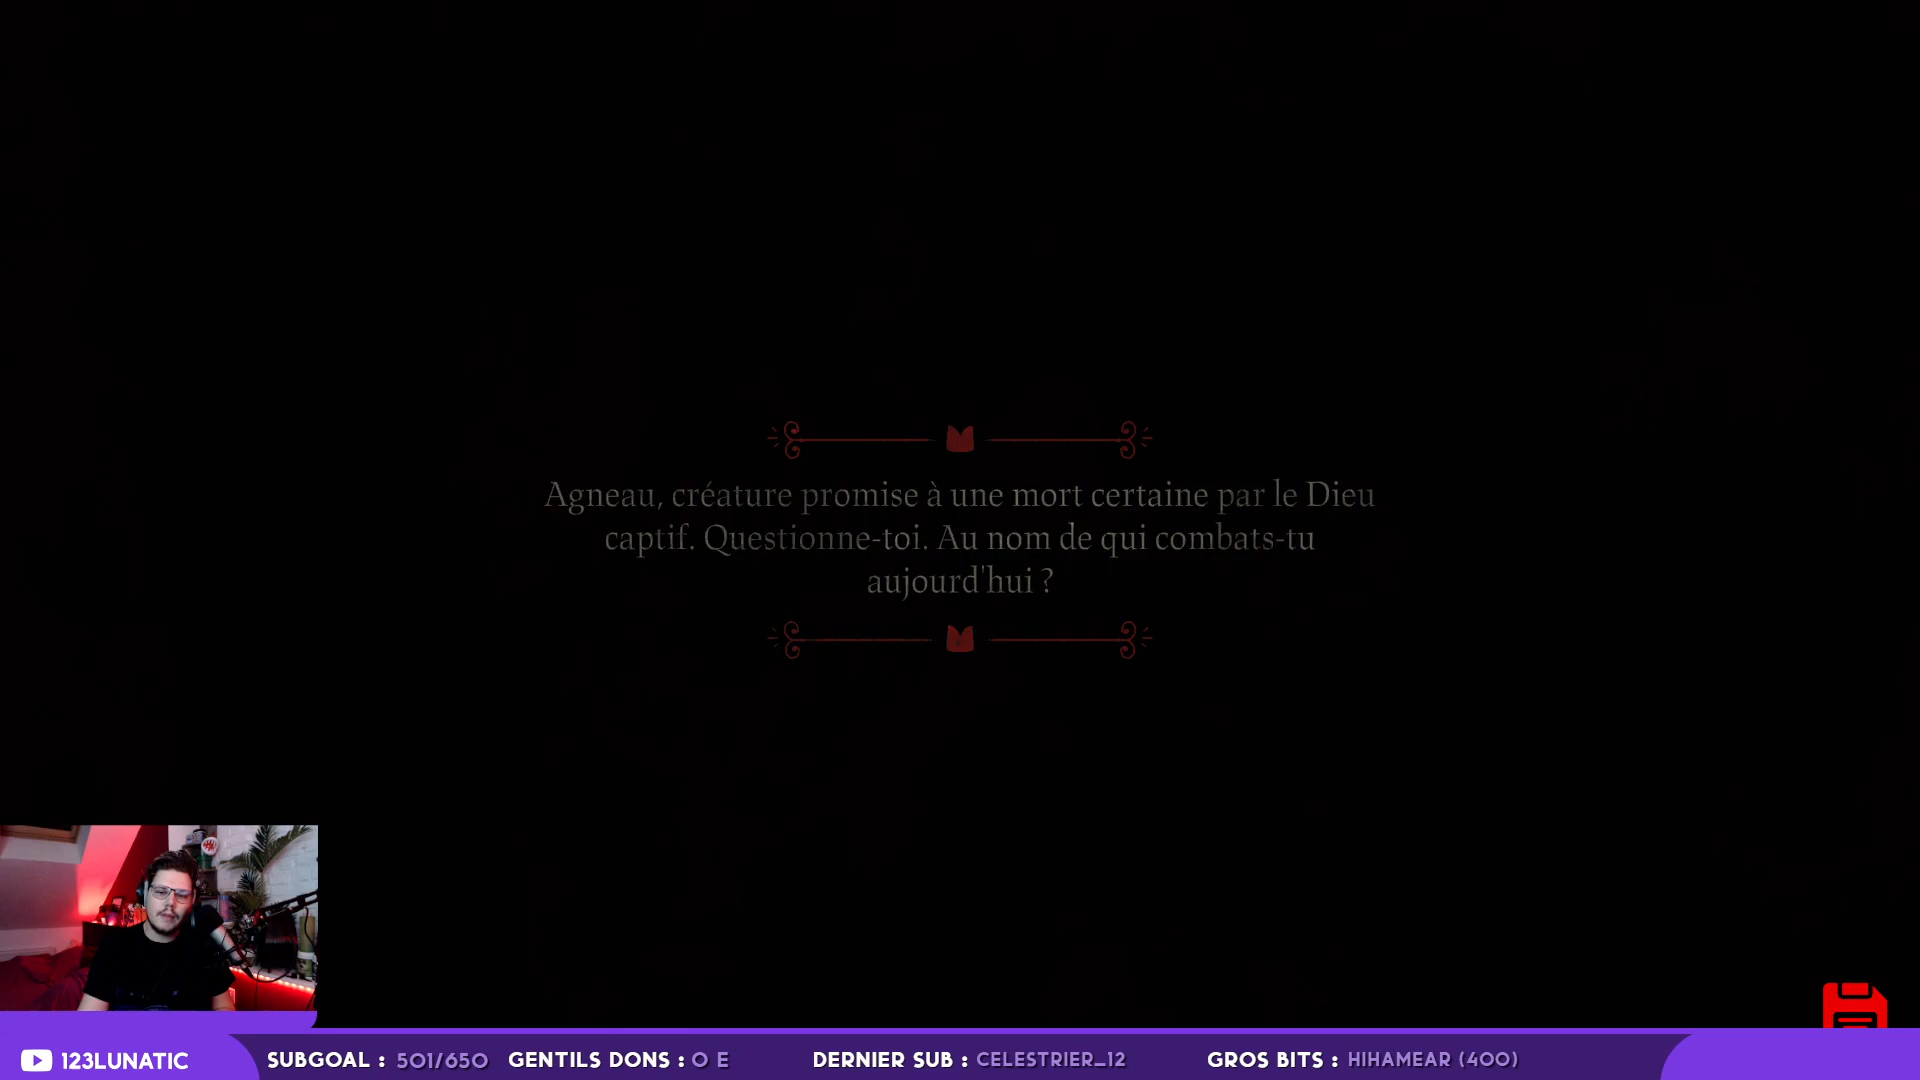 Agneau, créature promise à une mort certaine par le Dieu
captif. Questionne-toi. Au nom de qui combats-tu
aujourd'hui ?
123LUNATIC SUBGOAL : 501/650 GENTILS DONS : 0 E DERNIER SUB : CELESTRIER_12 GROS BITS : HIHAMEAR (400)